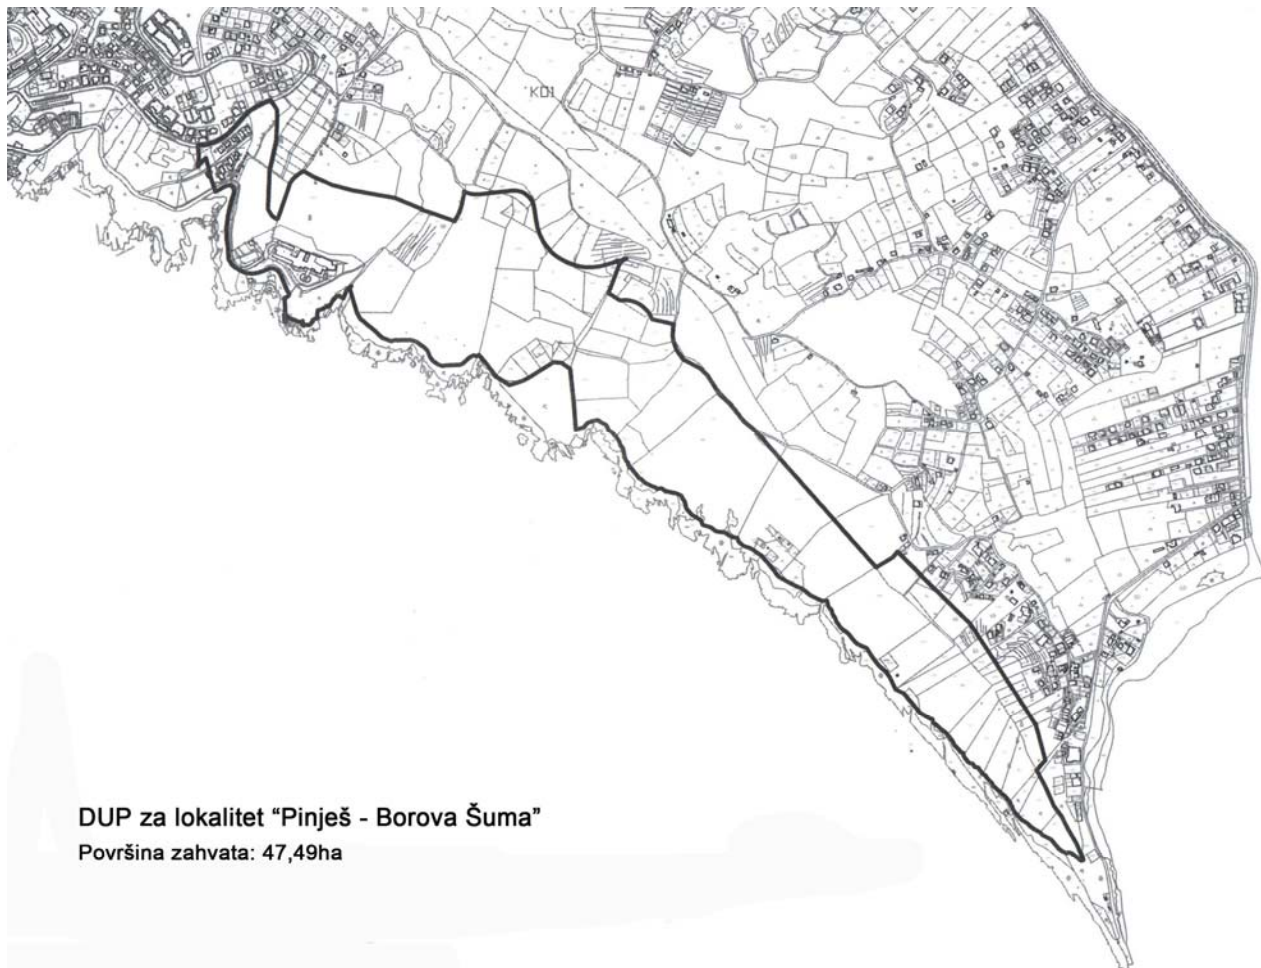 KO1
DUP za lokalitet “Pinješ - Borova Šuma”
Površina zahvata: 47,49ha